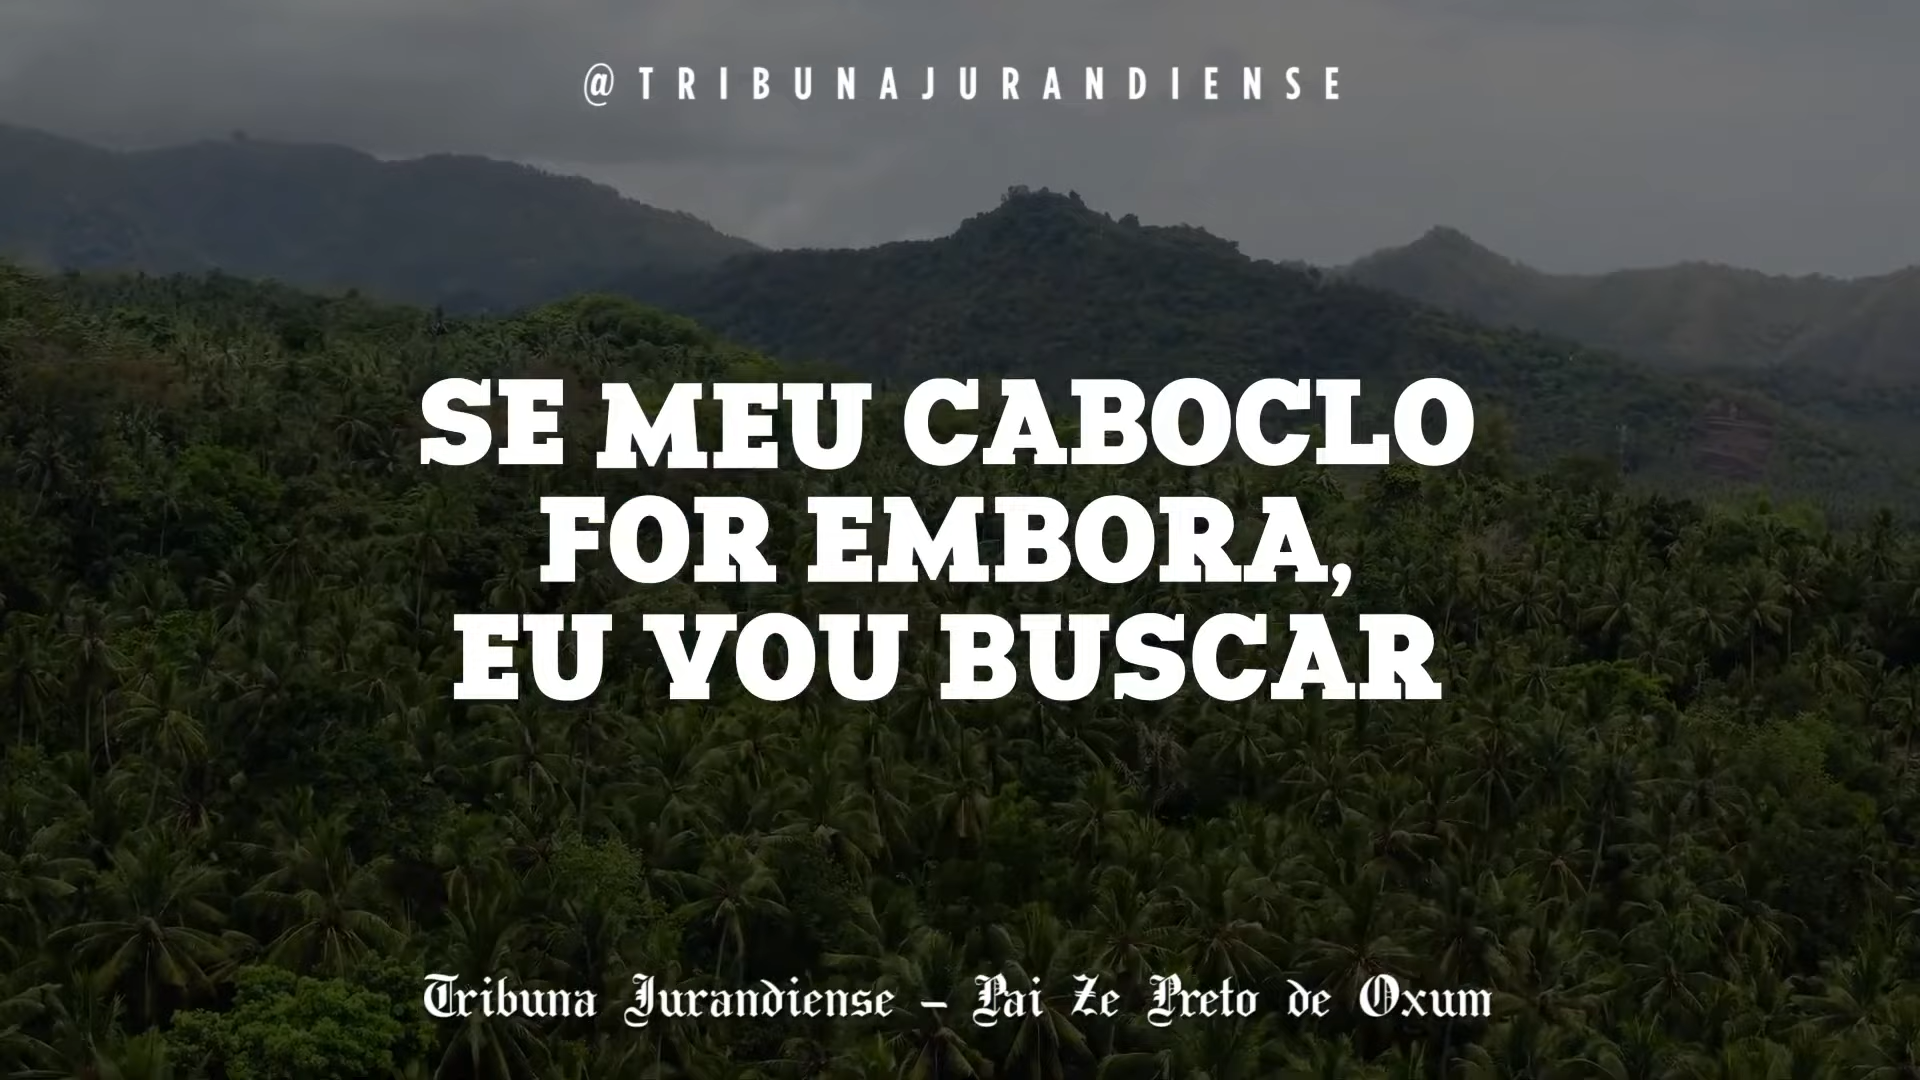 @TRIBUNAJURANDIENSE
SE MEU CABOCLO
FOR EMBORA,
EU VOU BUSCAR
Tribuna Jurandiense - Pai Ze Preto de Oxum